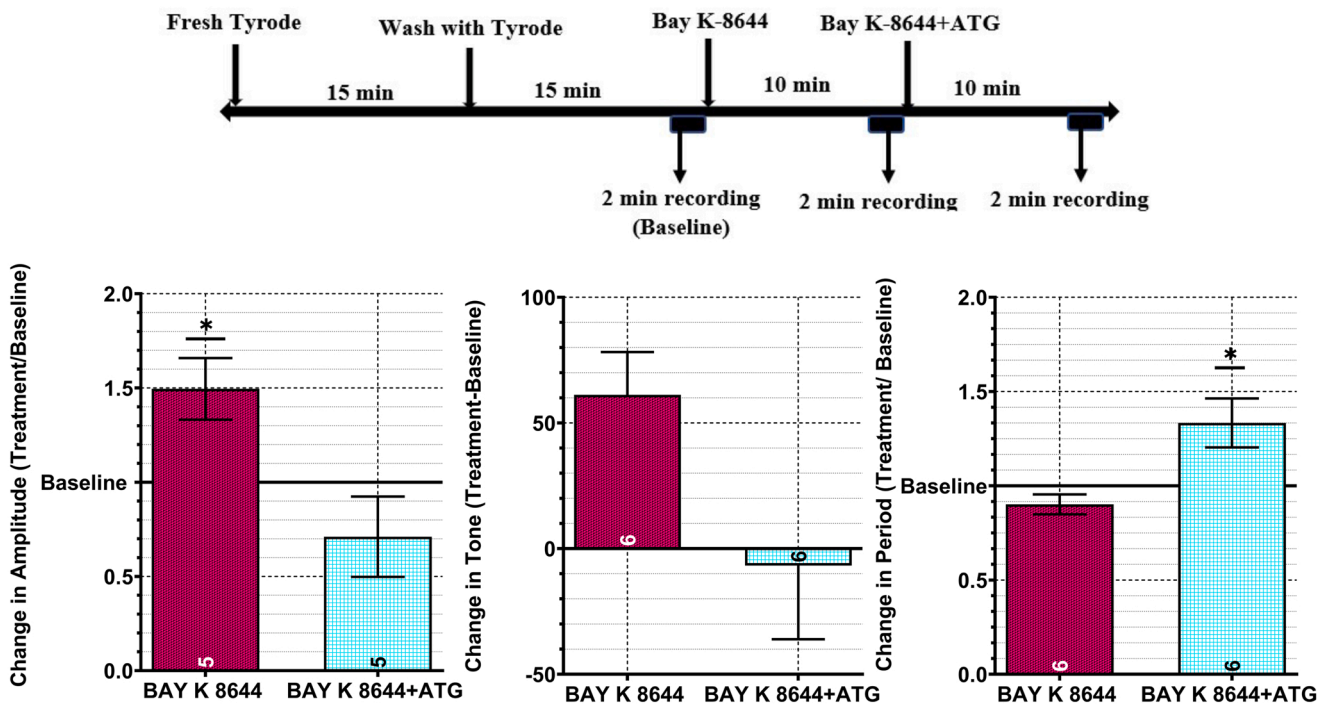 Fresh Tyrode
Wash with Tyrode
Bay K-8644
Bay K-8644+ATG
15 min
15 min
10 min
10 min
2 min recording
(Baseline)
2 min recording
2 min recording
Change in Amplitude (Treatment/Baseline)
2.0
1.5
Baseline
0.5
0.0
*
5
5
BAY K 8644
BAY K 8644+ATG
Change in Tone (Treatment-Baseline)
100
50
0
-50
6
6
BAY K 8644
BAY K 8644+ATG
Change in Period (Treatment/ Baseline)
2.0
1.5
Baseline
0.5
0.0
*
6
6
BAY K 8644
BAY K 8644+ATG